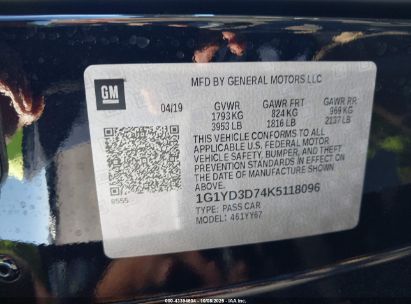 MFD BY GENERAL MOTORS LLC
GM
04/19
GVWR GAWR FRT GAWR RR
1793 KG 824 KG 969 KG
3953 LB 1816 LB 2137 LB
THIS VEHICLE CONFORMS TO ALL
APPLICABLE U.S. FEDERAL MOTOR VEHICLE
SAFETY, BUMPER, AND THEFT
PREVENTION STANDARDS IN EFFECT ON
THE DATE OF MANUFACTURE SHOWN ABOVE.
1G1YD3D74K5118096
8555
TYPE: PASS CAR
MODEL: 461YY67